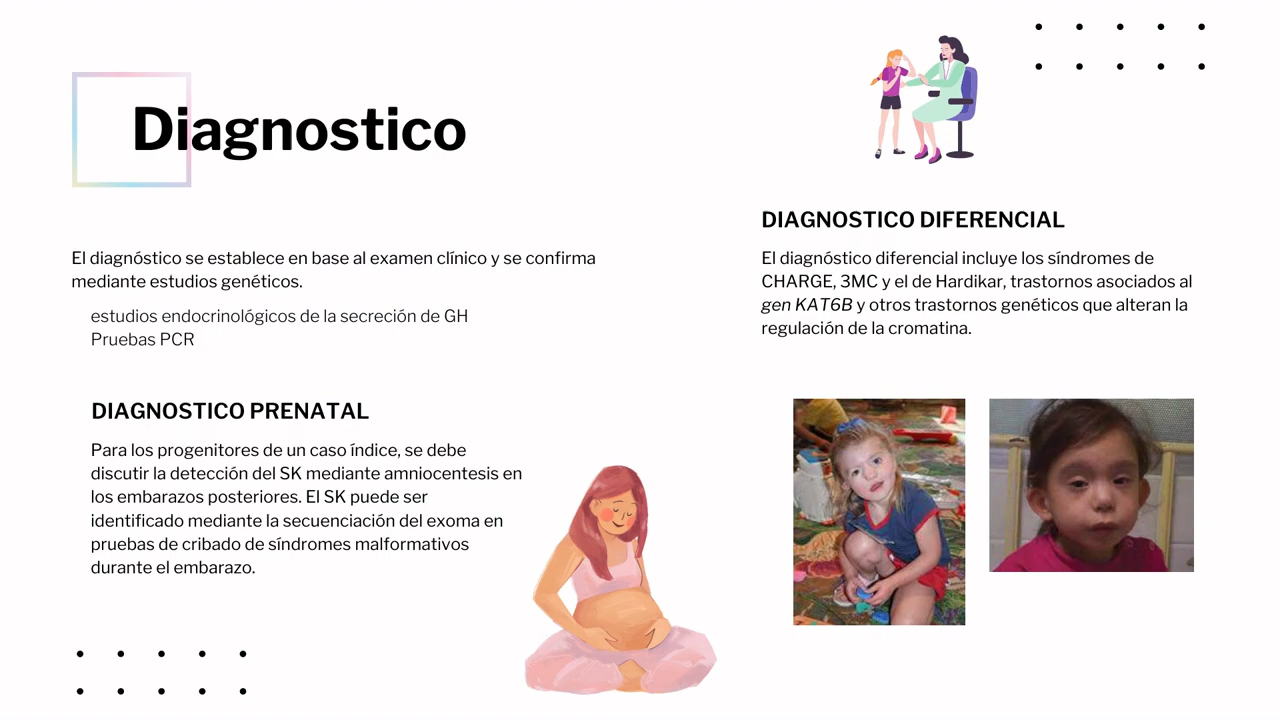 Diagnostico
El diagnóstico se establece en base al examen clínico y se confirma
mediante estudios genéticos.
estudios endocrinológicos de la secreción de GH
Pruebas PCR
DIAGNOSTICO PRENATAL
Para los progenitores de un caso índice, se debe
discutir la detección del SK mediante amniocentesis en
los embarazos posteriores. El SK puede ser
identificado mediante la secuenciación del exoma en
pruebas de cribado de síndromes malformativos
durante el embarazo.
DIAGNOSTICO DIFERENCIAL
El diagnóstico diferencial incluye los síndromes de
CHARGE, 3MC y el de Hardikar, trastornos asociados al
gen KAT6B y otros trastornos genéticos que alteran la
regulación de la cromatina.